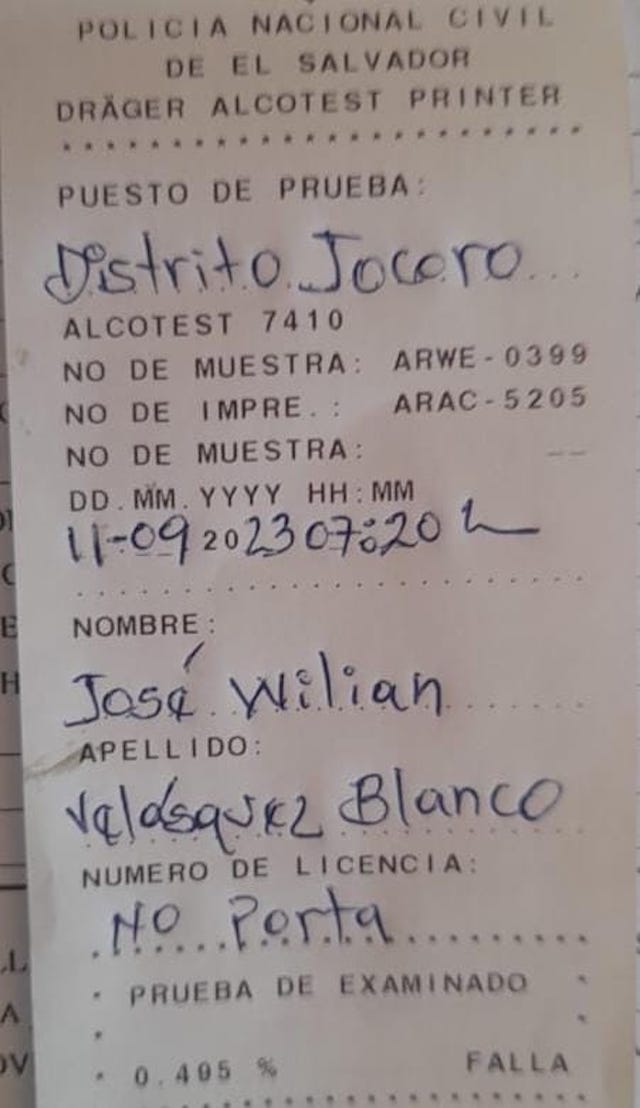 POLICIA NACIONAL CIVIL
DE EL SALVADOR
DRÄGER ALCOTEST PRINTER
PUESTO DE PRUEBA:
Distrito Jocoro
ALCOTEST 7410
NO DE MUESTRA: ARWE-0399
NO DE IMPRE.: ARAC-5205
NO DE MUESTRA: --
DD.MM.YYYY HH:MM
11-09 2023 07:20 h
NOMBRE:
José Wilian
APELLIDO:
Velásquez Blanco
NUMERO DE LICENCIA:
No Porta
PRUEBA DE EXAMINADO
0.405 % FALLA